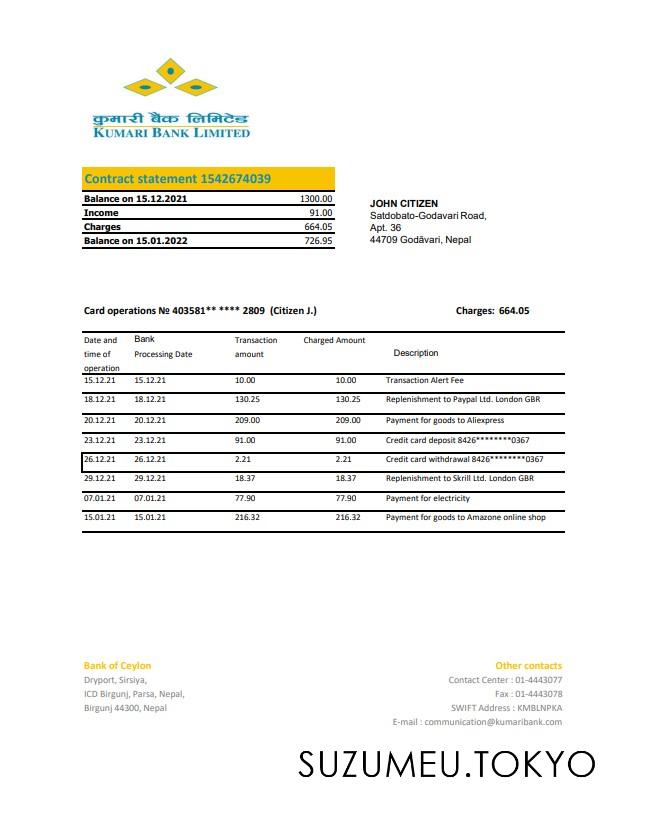 कुमारी बैंक लिमिटेड
KUMARI BANK LIMITED
Contract statement 1542674039
Balance on 15.12.2021 1300.00
Income 91.00
Charges 664.05
Balance on 15.01.2022 726.95
JOHN CITIZEN
Satdobato-Godavari Road,
Apt. 36
44709 Godāvari, Nepal
Card operations № 403581** **** 2809 (Citizen J.) Charges: 664.05
Date and time of operation Bank Processing Date Transaction amount Charged Amount Description
15.12.21 15.12.21 10.00 10.00 Transaction Alert Fee
18.12.21 18.12.21 130.25 130.25 Replenishment to Paypal Ltd. London GBR
20.12.21 20.12.21 209.00 209.00 Payment for goods to Aliexpress
23.12.21 23.12.21 91.00 91.00 Credit card deposit 8426********0367
26.12.21 26.12.21 2.21 2.21 Credit card withdrawal 8426********0367
29.12.21 29.12.21 18.37 18.37 Replenishment to Skrill Ltd. London GBR
07.01.21 07.01.21 77.90 77.90 Payment for electricity
15.01.21 15.01.21 216.32 216.32 Payment for goods to Amazone online shop
Bank of Ceylon
Dryport, Sirsiya,
ICD Birgunj, Parsa, Nepal,
Birgunj 44300, Nepal
Other contacts
Contact Center : 01-4443077
Fax : 01-4443078
SWIFT Address : KMBLNPKA
E-mail : communication@kumaribank.com
SUZUMEU.TOKYO